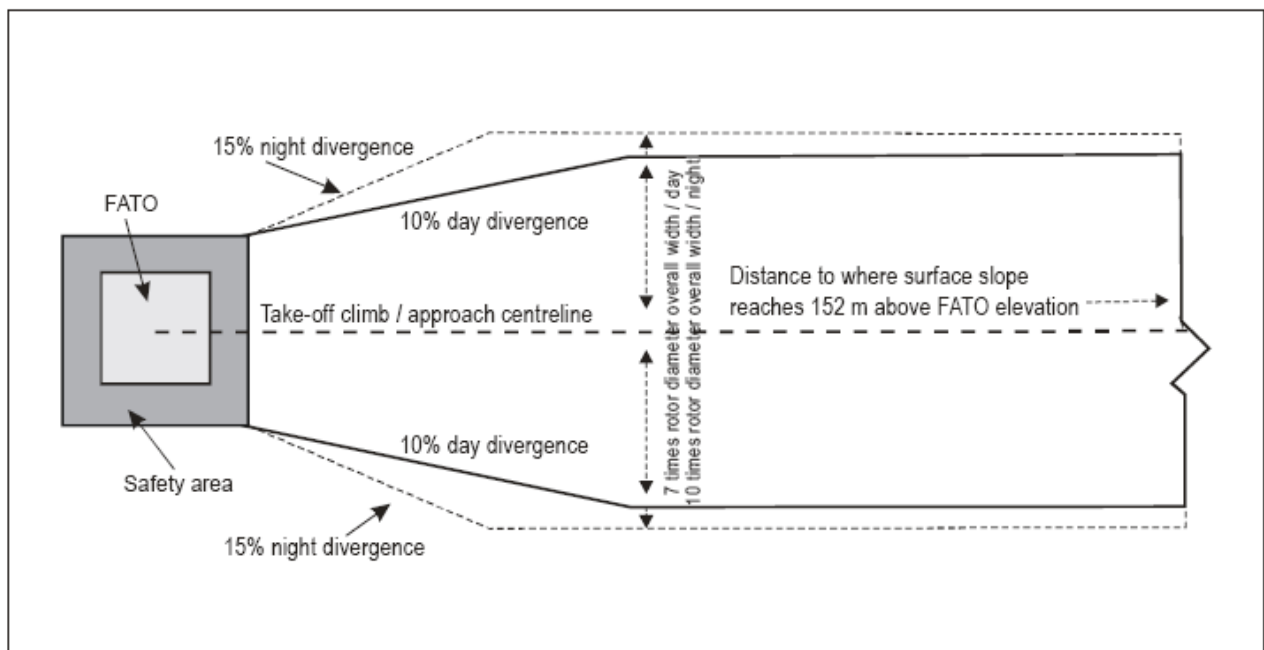 15% night divergence
FATO
10% day divergence
7 times rotor diameter overall width / day
10 times rotor diameter overall width / night
Distance to where surface slope
reaches 152 m above FATO elevation
Take-off climb / approach centreline
10% day divergence
Safety area
15% night divergence